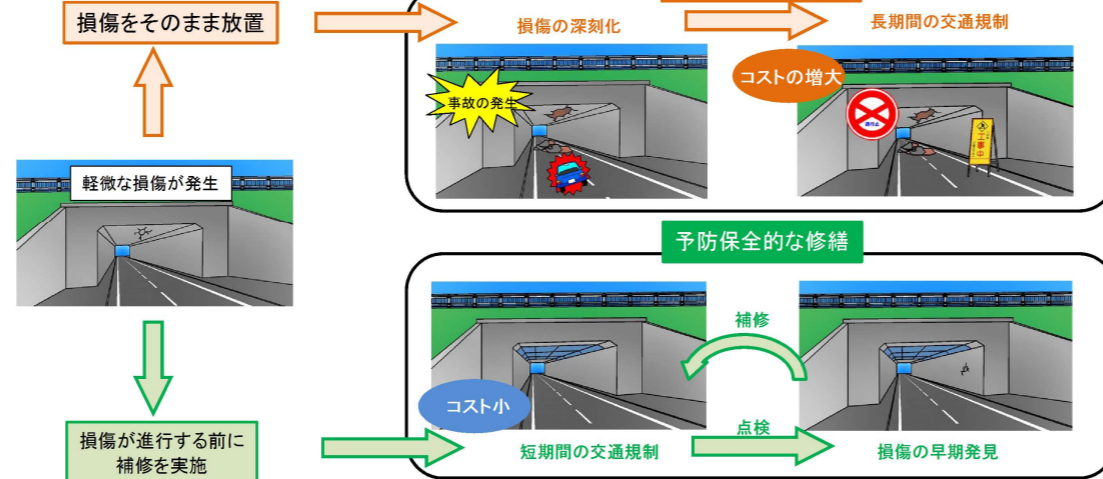 損傷をそのまま放置
損傷の深刻化
長期間の交通規制
事故の発生
コストの増大
工事中
軽微な損傷が発生
予防保全的な修繕
補修
コスト小
点検
短期間の交通規制
損傷の早期発見
損傷が進行する前に
補修を実施